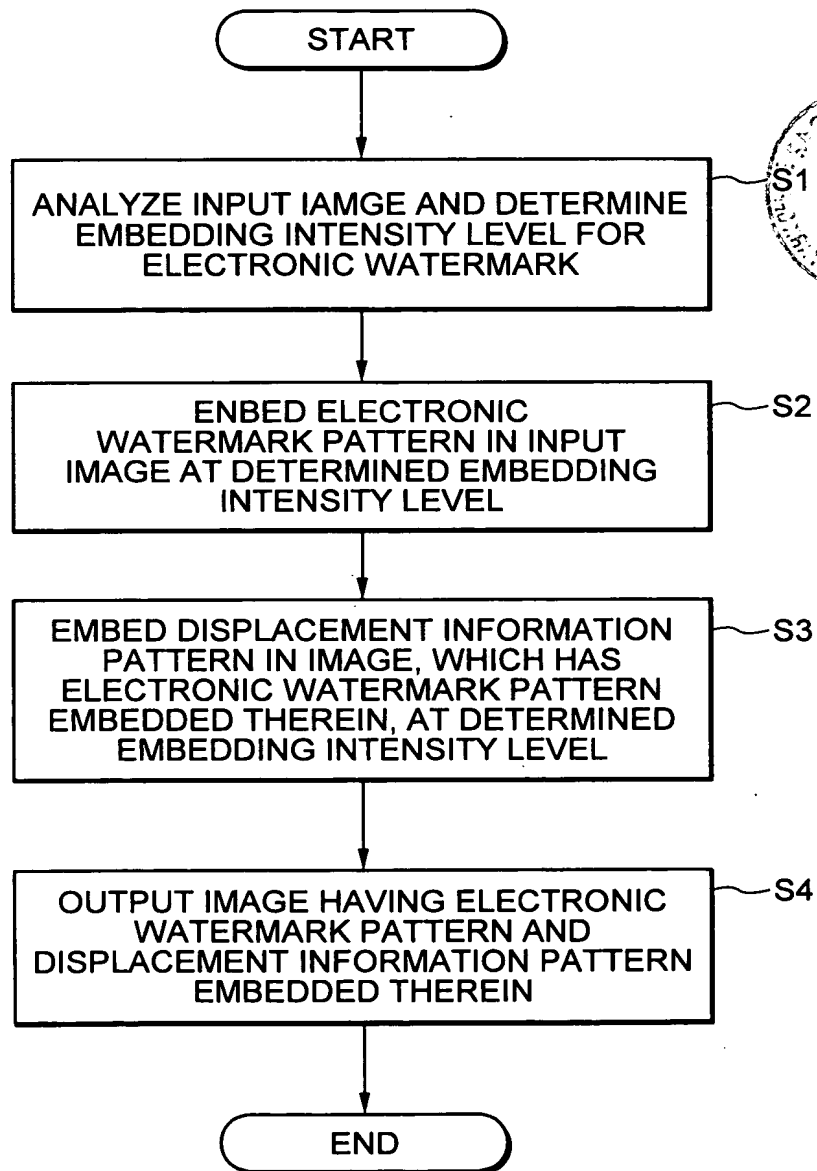 START
ANALYZE INPUT IAMGE AND DETERMINE
EMBEDDING INTENSITY LEVEL FOR
ELECTRONIC WATERMARK
S1
ENBED ELECTRONIC
WATERMARK PATTERN IN INPUT
IMAGE AT DETERMINED EMBEDDING
INTENSITY LEVEL
S2
EMBED DISPLACEMENT INFORMATION
PATTERN IN IMAGE, WHICH HAS
ELECTRONIC WATERMARK PATTERN
EMBEDDED THEREIN, AT DETERMINED
EMBEDDING INTENSITY LEVEL
S3
OUTPUT IMAGE HAVING ELECTRONIC
WATERMARK PATTERN AND
DISPLACEMENT INFORMATION PATTERN
EMBEDDED THEREIN
S4
END